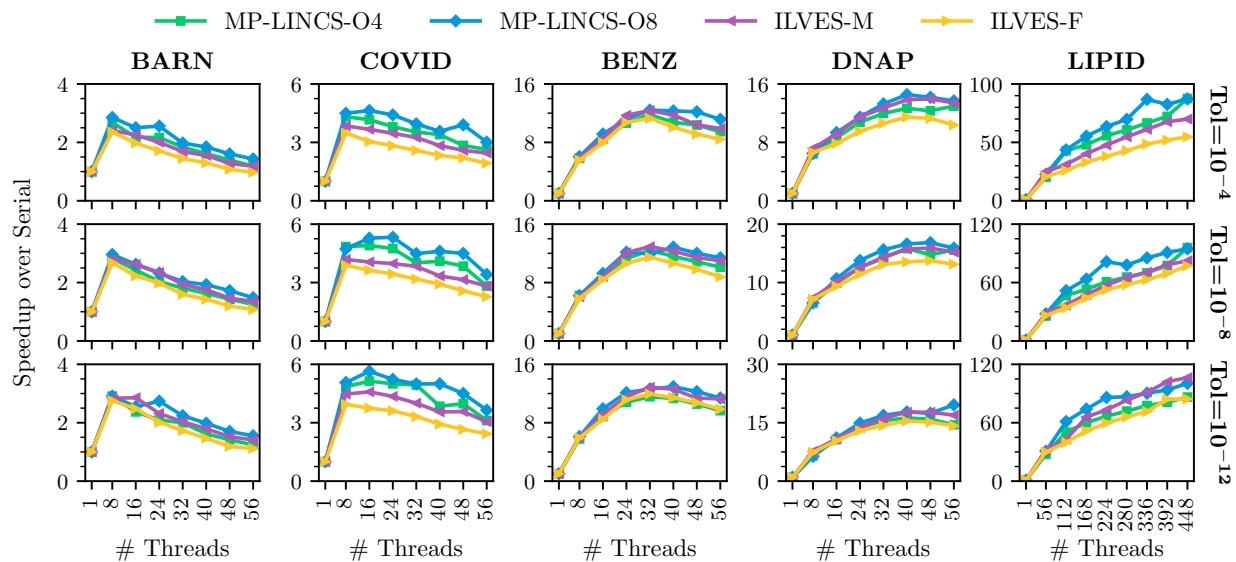 MP-LINCS-O4 MP-LINCS-O8 ILVES-M ILVES-F
BARN COVID BENZ DNAP LIPID
Speedup over Serial
4 6 16 16 100
2 3 8 8 50
0 0 0 0 0
Tol=10⁻⁴
4 6 16 20 120
2 3 8 10 60
0 0 0 0 0
Tol=10⁻⁸
4 6 16 30 120
2 3 8 15 60
0 0 0 0 0
Tol=10⁻¹²
1 8 16 24 32 40 48 56 1 8 16 24 32 40 48 56 1 8 16 24 32 40 48 56 1 8 16 24 32 40 48 56 1 56 112 168 224 280 336 392 448
# Threads # Threads # Threads # Threads # Threads